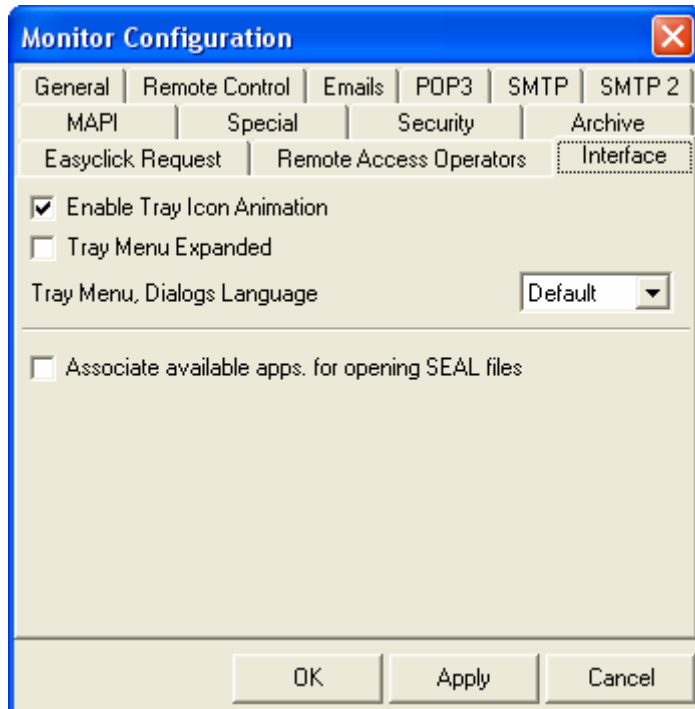 Monitor Configuration
General Remote Control Emails POP3 SMTP SMTP 2
MAPI Special Security Archive
Easyclick Request Remote Access Operators Interface
Enable Tray Icon Animation
Tray Menu Expanded
Tray Menu, Dialogs Language Default
Associate available apps. for opening SEAL files
OK Apply Cancel